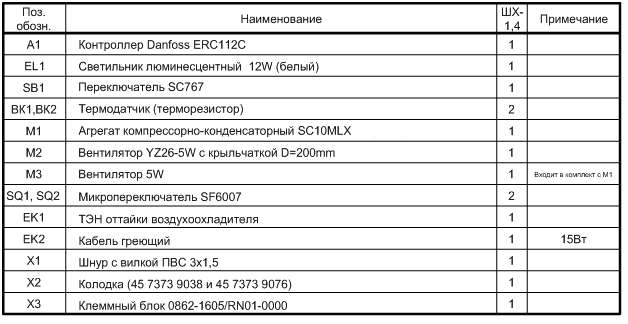 Поз. обозн. Наименование ШХ-1,4 Примечание
A1 Контроллер Danfoss ERC112C 1
EL1 Светильник люминесцентный 12W (белый) 1
SB1 Переключатель SC767 1
BK1,BK2 Термодатчик (терморезистор) 2
M1 Агрегат компрессорно-конденсаторный SC10MLX 1
M2 Вентилятор YZ26-5W с крыльчаткой D=200mm 1
M3 Вентилятор 5W 1 Входит в комплект с М1
SQ1, SQ2 Микропереключатель SF6007 2
EK1 ТЭН оттайки воздухоохладителя 1
EK2 Кабель греющий 1 15Вт
X1 Шнур с вилкой ПВС 3х1,5 1
X2 Колодка (45 7373 9038 и 45 7373 9076) 1
X3 Клеммный блок 0862-1605/RN01-0000 1